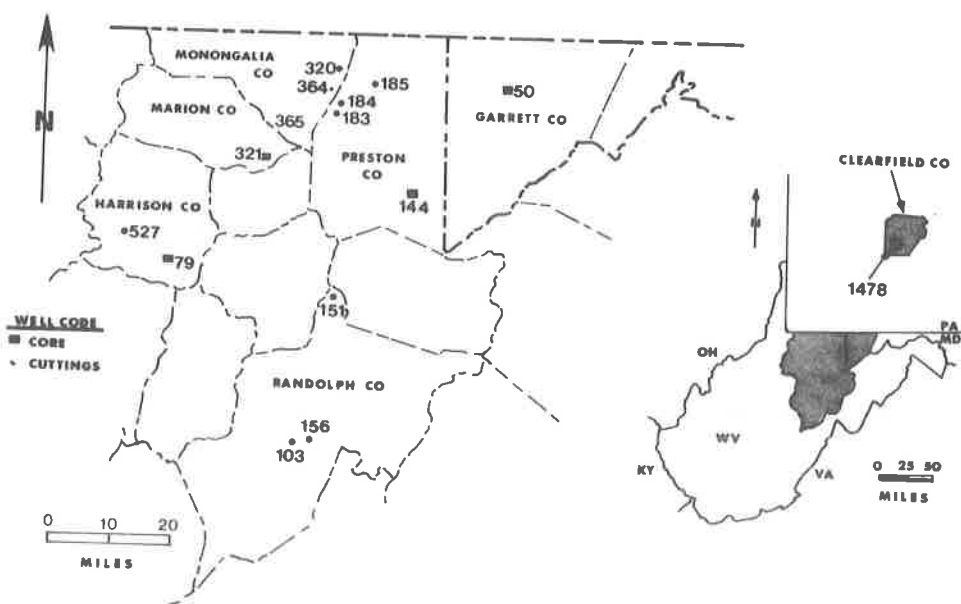 N
MONONGALIA
CO
320
364
185
184
183
MARION CO
365
321
50
GARRETT CO
PRESTON
CO
144
HARRISON CO
527
79
151
WELL CODE
CORE
CUTTINGS
RANDOLPH CO
156
103
0 10 20
MILES
CLEARFIELD CO
N
1478
PA
MD
OH
WV
KY
VA
0 25 50
MILES